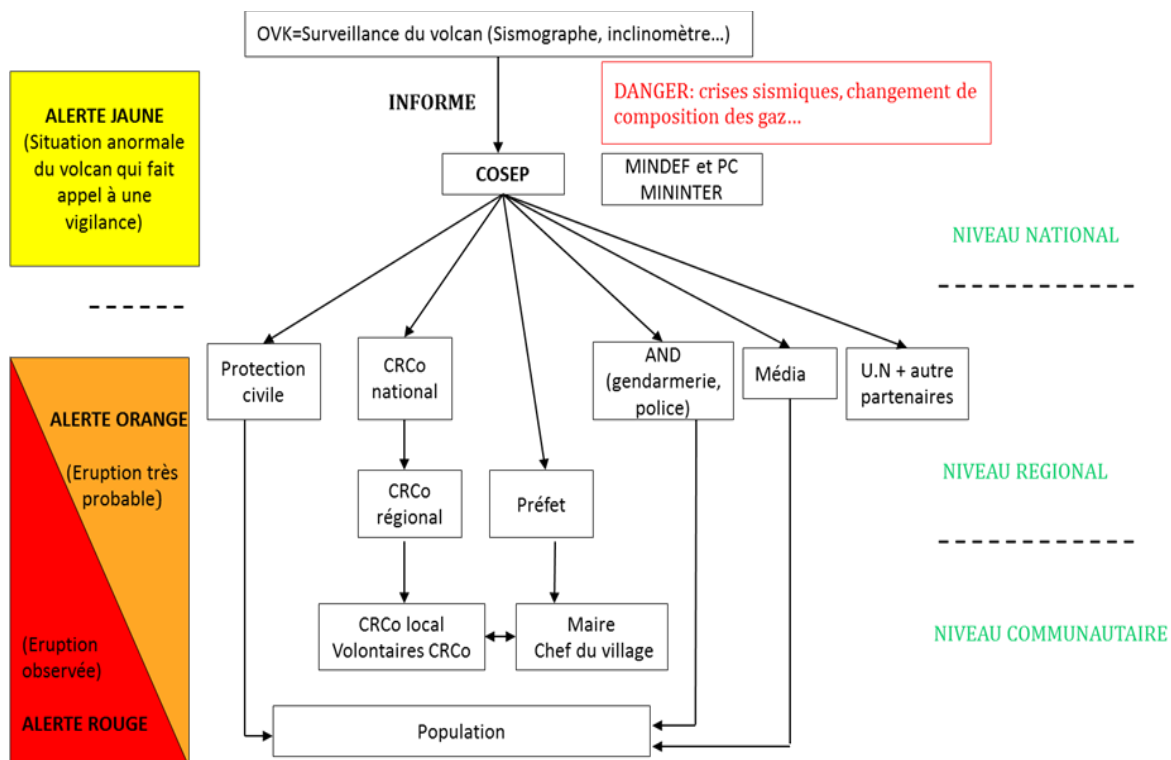 OVK=Surveillance du volcan (Sismographe, inclinomètre...)
ALERTE JAUNE
(Situation anormale
du volcan qui fait
appel à une
vigilance)
INFORME
DANGER: crises sismiques, changement de
composition des gaz...
COSEP
MINDEF et PC
MININTER
NIVEAU NATIONAL
Protection
civile
CRCo
national
AND
(gendarmerie,
police)
Média
U.N + autre
partenaires
ALERTE ORANGE
(Eruption très
probable)
CRCo
régional
Préfet
NIVEAU REGIONAL
CRCo local
Volontaires CRCo
Maire
Chef du village
NIVEAU COMMUNAUTAIRE
(Eruption
observée)
ALERTE ROUGE
Population